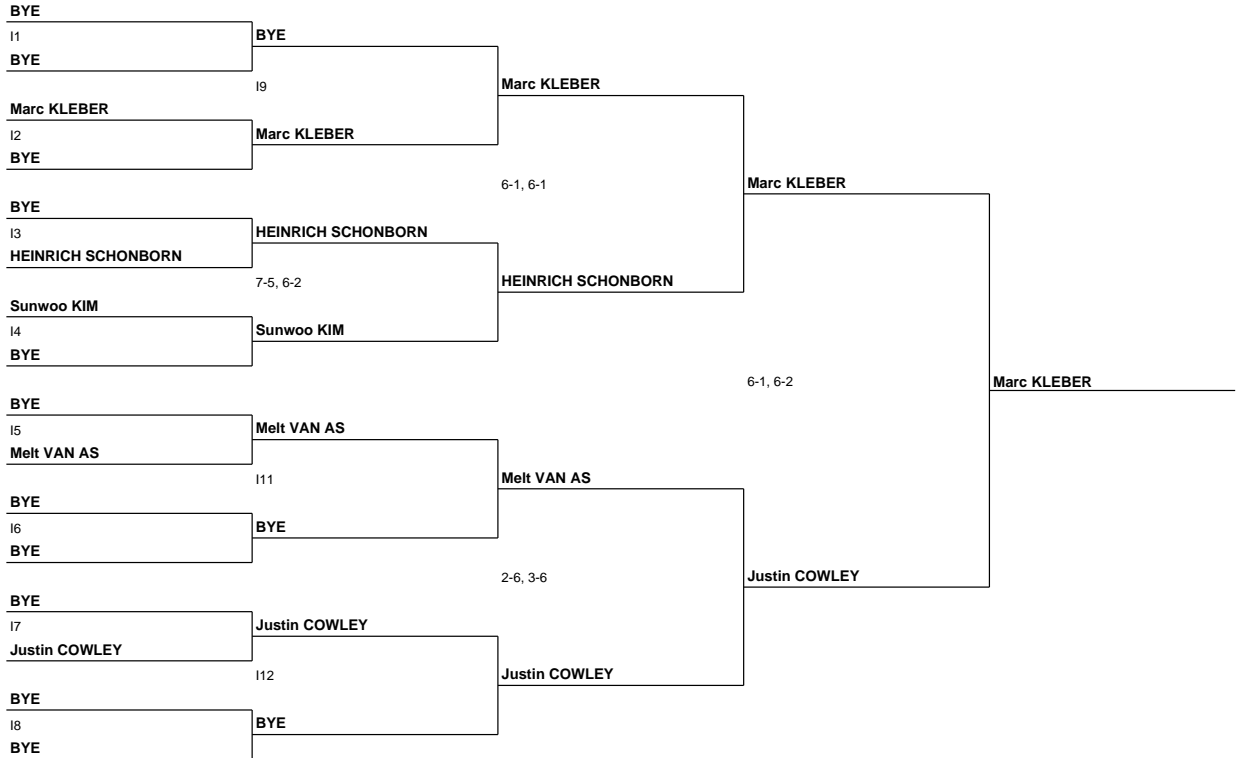 BYE
I1
BYE
BYE
I9
Marc KLEBER
Marc KLEBER
I2
Marc KLEBER
BYE
6-1, 6-1
Marc KLEBER
BYE
I3
HEINRICH SCHONBORN
HEINRICH SCHONBORN
7-5, 6-2
HEINRICH SCHONBORN
Sunwoo KIM
I4
Sunwoo KIM
BYE
6-1, 6-2
Marc KLEBER
BYE
I5
Melt VAN AS
Melt VAN AS
I11
Melt VAN AS
BYE
I6
BYE
BYE
2-6, 3-6
Justin COWLEY
BYE
I7
Justin COWLEY
Justin COWLEY
I12
Justin COWLEY
BYE
I8
BYE
BYE